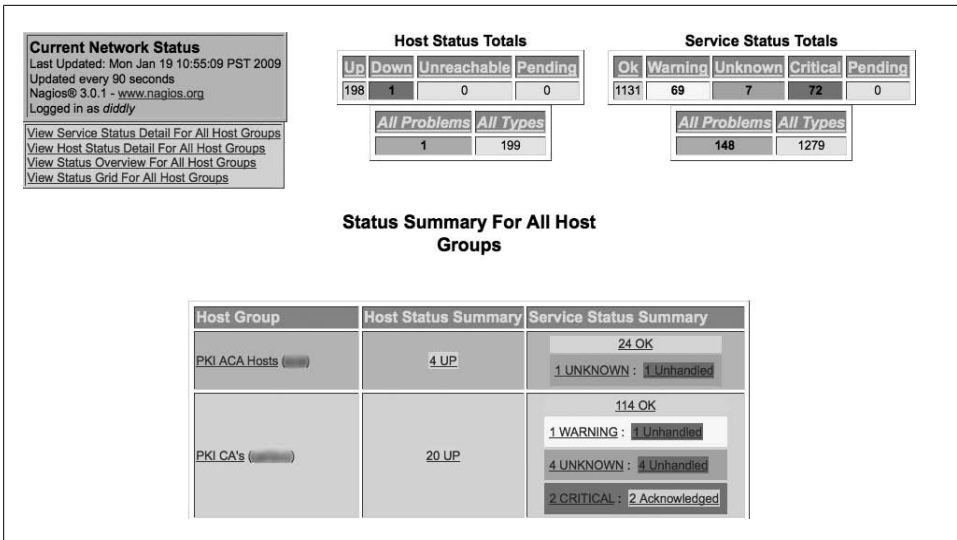 Current Network Status
Last Updated: Mon Jan 19 10:55:09 PST 2009
Updated every 90 seconds
Nagios® 3.0.1 - www.nagios.org
Logged in as diddly
View Service Status Detail For All Host Groups
View Host Status Detail For All Host Groups
View Status Overview For All Host Groups
View Status Grid For All Host Groups
Host Status Totals
Up Down Unreachable Pending
198 1 0 0
All Problems All Types
1 199
Service Status Totals
Ok Warning Unknown Critical Pending
1131 69 7 72 0
All Problems All Types
148 1279
Status Summary For All Host
Groups
Host Group Host Status Summary Service Status Summary
PKI ACA Hosts ( ) 4 UP
24 OK
1 UNKNOWN : 1 Unhandled
PKI CA's ( ) 20 UP
114 OK
1 WARNING : 1 Unhandled
4 UNKNOWN : 4 Unhandled
2 CRITICAL : 2 Acknowledged